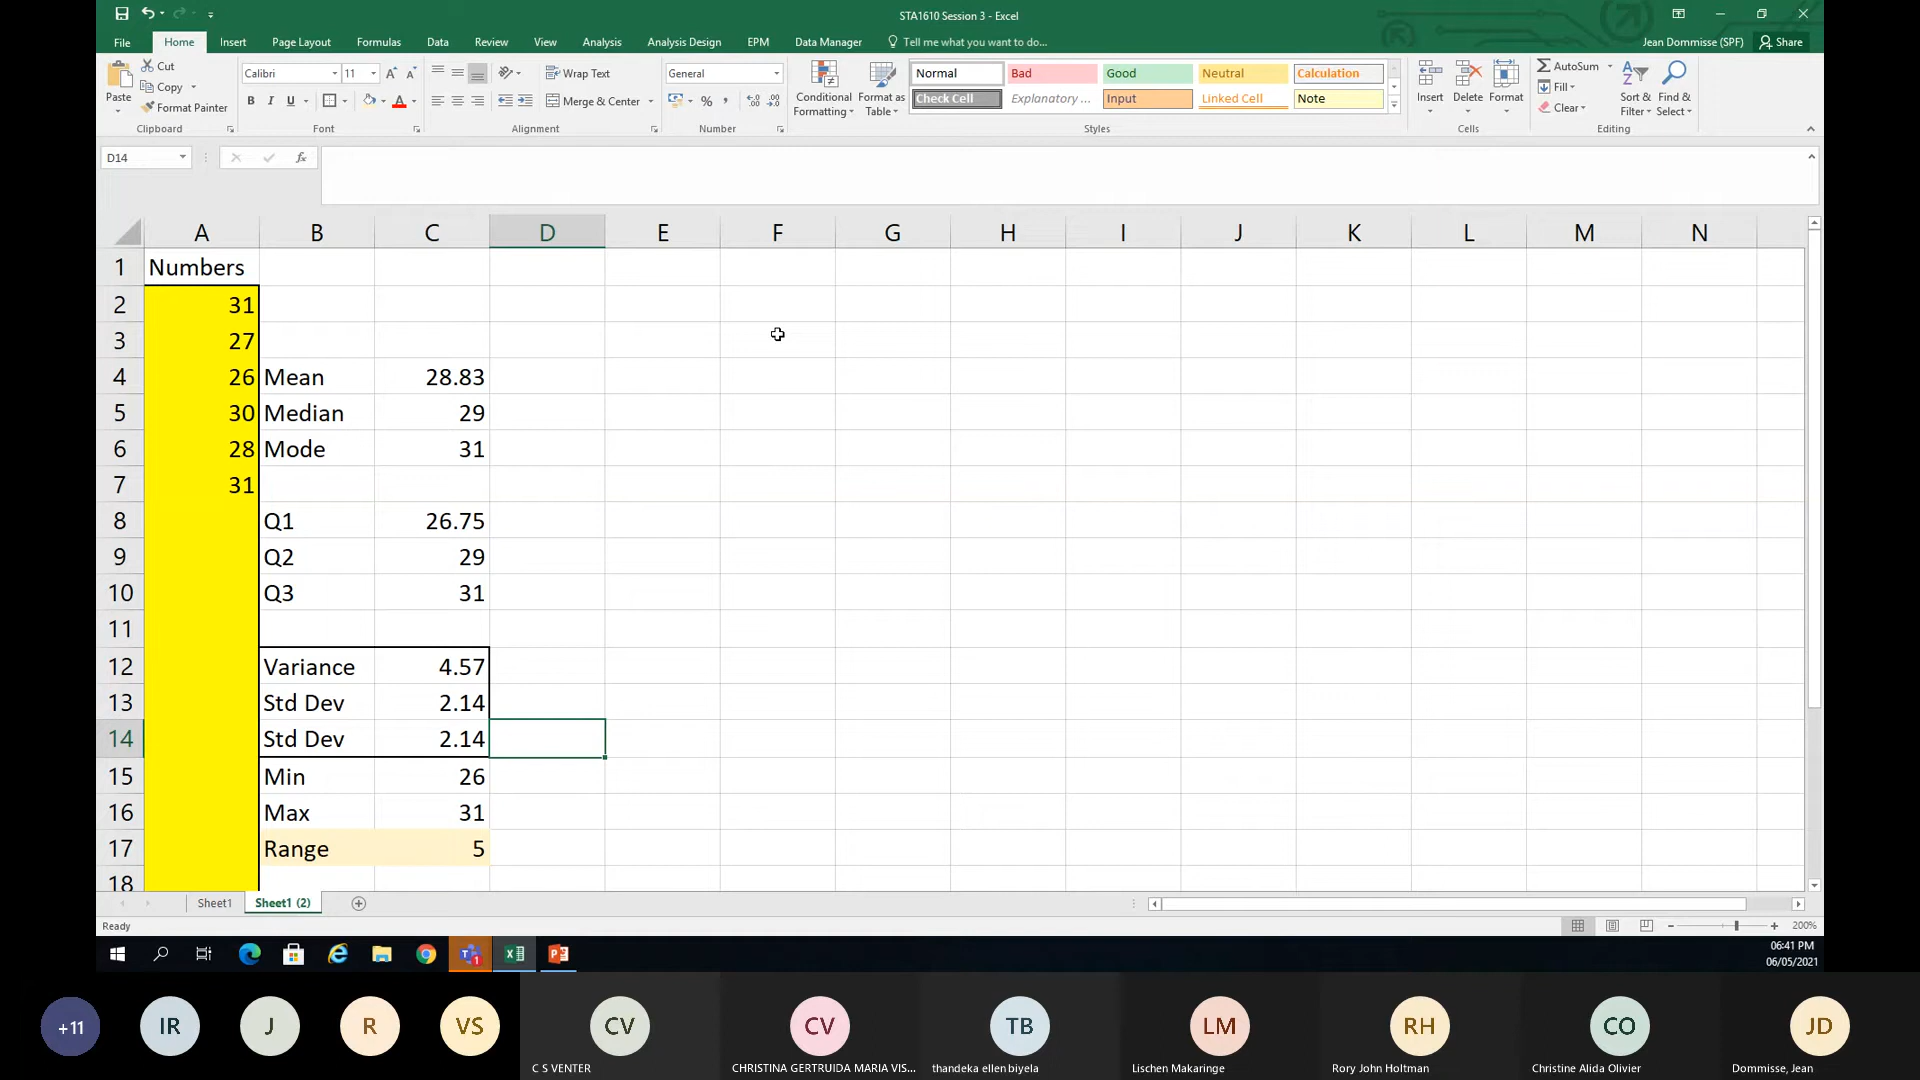 STA1610 Session 3 - Excel
File Home Insert Page Layout Formulas Data Review View Analysis Analysis Design EPM Data Manager Tell me what you want to do... Jean Dommisse (SPF) Share
Cut
Copy
Format Painter
Paste
Clipboard
Calibri 11
B I U
Font
Wrap Text
Merge & Center
Alignment
General
%
Number
Conditional Formatting
Format as Table
Normal Bad Good Neutral Calculation
Check Cell Explanatory ... Input Linked Cell Note
Styles
Insert Delete Format
Cells
AutoSum
Fill
Clear
Sort & Filter
Find & Select
Editing
D14 fx
A B C D E F G H I J K L M N
1 Numbers
2 31
3 27
4 26 Mean 28.83
5 30 Median 29
6 28 Mode 31
7 31
8 Q1 26.75
9 Q2 29
10 Q3 31
11
12 Variance 4.57
13 Std Dev 2.14
14 Std Dev 2.14
15 Min 26
16 Max 31
17 Range 5
18
Sheet1 Sheet1 (2)
Ready 200%
06:41 PM
06/05/2021
+11 IR J R VS CV CV TB LM RH CO JD
C S VENTER CHRISTINA GERTRUIDA MARIA VIS... thandeka ellen biyela Lischen Makaringe Rory John Holtman Christine Alida Olivier Dommisse, Jean